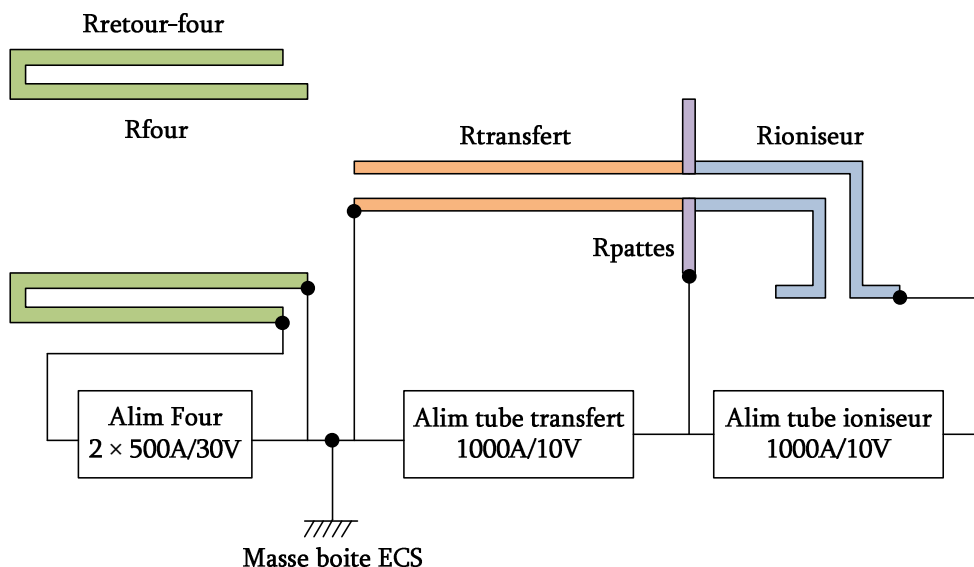 Rretour-four
Rfour
Rtransfert
Rioniseur
Rpattes
Alim Four
2 × 500A/30V
Alim tube transfert
1000A/10V
Alim tube ioniseur
1000A/10V
Masse boite ECS